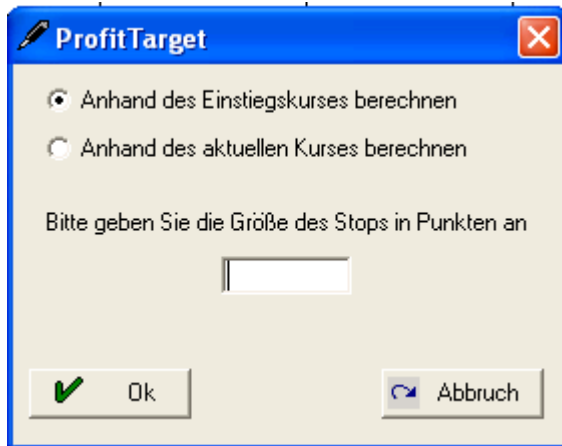 ProfitTarget
Anhand des Einstiegskurses berechnen
Anhand des aktuellen Kurses berechnen
Bitte geben Sie die Größe des Stops in Punkten an
Ok
Abbruch